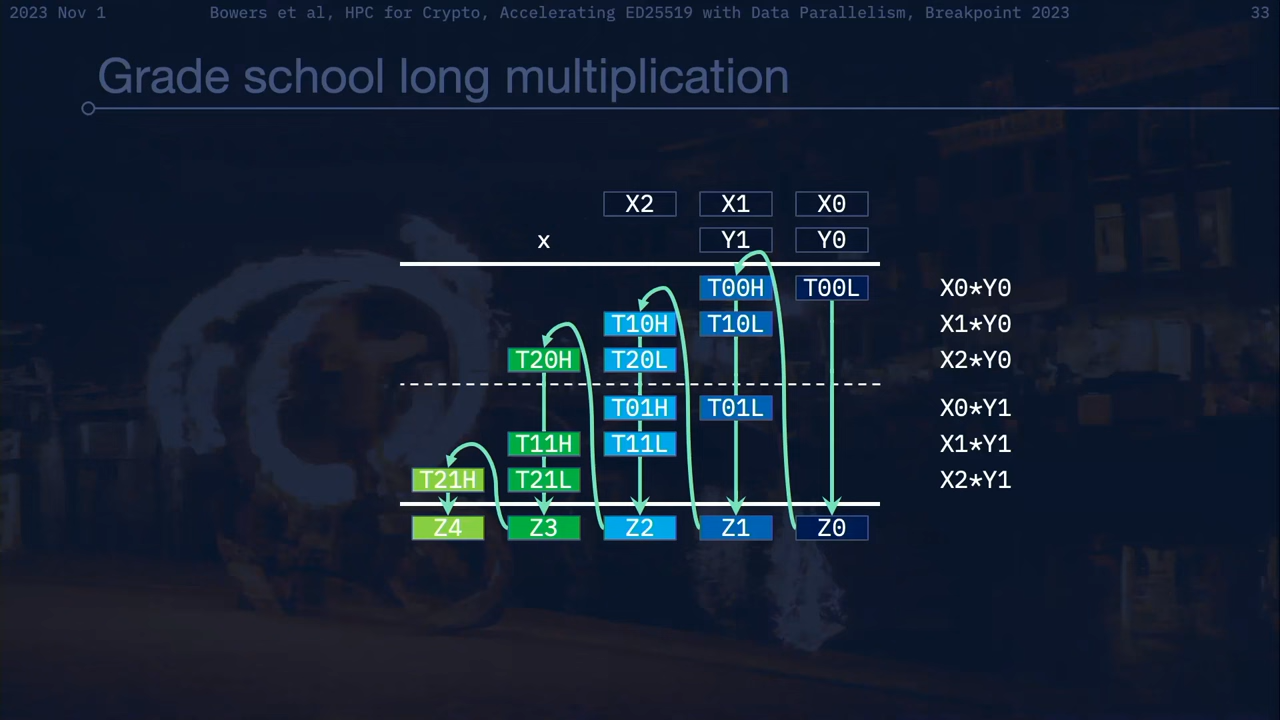 2023 Nov 1 Bowers et al, HPC for Crypto, Accelerating ED25519 with Data Parallelism, Breakpoint 2023 33
Grade school long multiplication
X2 X1 X0
x Y1 Y0
T00H T00L X0*Y0
T10H T10L X1*Y0
T20H T20L X2*Y0
T01H T01L X0*Y1
T11H T11L X1*Y1
T21H T21L X2*Y1
Z4 Z3 Z2 Z1 Z0